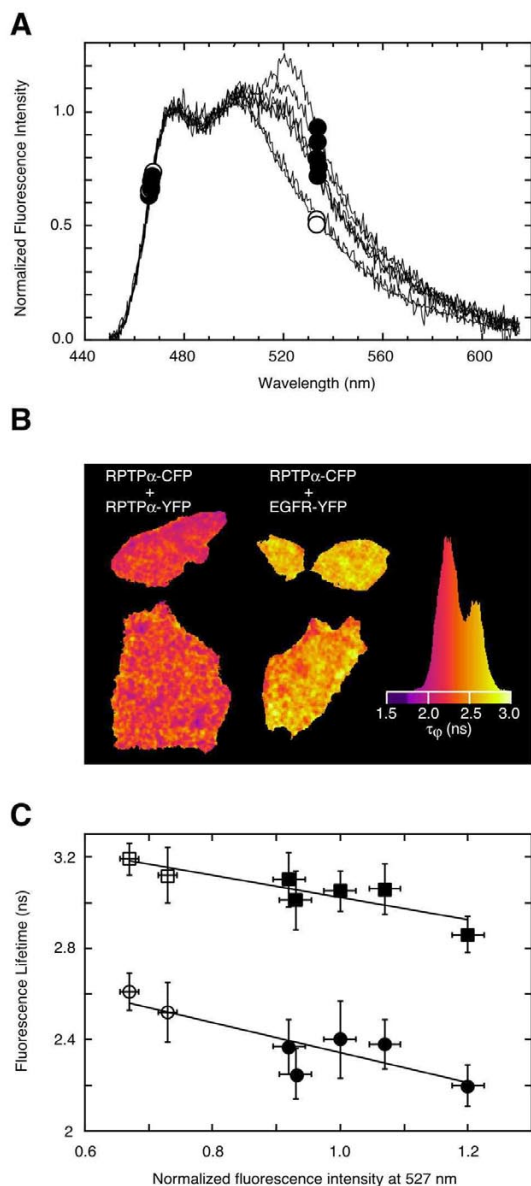 A
Normalized Fluorescence Intensity
1.0
0.5
0.0
440 480 520 560 600
Wavelength (nm)
B
RPTPα-CFP
+
RPTPα-YFP
RPTPα-CFP
+
EGFR-YFP
1.5 2.0 2.5 3.0
τφ (ns)
C
Fluorescence Lifetime (ns)
3.2
2.8
2.4
2
0.6 0.8 1.0 1.2
Normalized fluorescence intensity at 527 nm